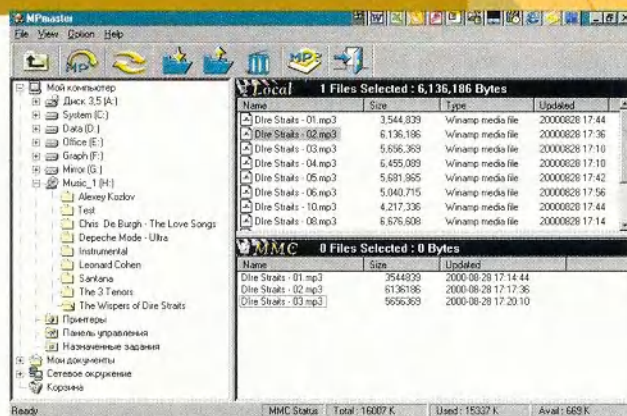 MPmaster
File View Option Help
MP
MP3
Мой компьютер
Диск 3,5 (A:)
System (C:)
Data (D:)
Office (E:)
Graph (F:)
Mirror (G:)
Music_1 (H:)
Alexey Kozlov
Test
Chris De Burgh - The Love Songs
Depeche Mode - Ultra
Instrumental
Leonard Cohen
Santana
The 3 Tenors
The Wispers of Dire Straits
Принтеры
Панель управления
Назначенные задания
Мои документы
Сетевое окружение
Корзина
Local 1 Files Selected : 6,136,186 Bytes
Name Size Type Updated
DIre Straits - 01.mp3 3,544,839 Winamp media file 20000828 17:44
DIre Straits - 02.mp3 6,136,186 Winamp media file 20000828 17:36
DIre Straits - 03.mp3 5,656,369 Winamp media file 20000828 17:10
DIre Straits - 04.mp3 6,455,089 Winamp media file 20000828 17:10
DIre Straits - 05.mp3 5,681,965 Winamp media file 20000828 17:42
DIre Straits - 06.mp3 5,040,715 Winamp media file 20000828 17:56
DIre Straits - 10.mp3 4,217,336 Winamp media file 20000828 17:44
DIre Straits - 08.mp3 6,676,608 Winamp media file 20000828 17:14
MMC 0 Files Selected : 0 Bytes
Name Size Updated
DIre Straits - 01.mp3 3544839 2000-08-28 17:14:44
DIre Straits - 02.mp3 6136186 2000-08-28 17:17:36
DIre Straits - 03.mp3 5656369 2000-08-28 17:20:10
Ready MMC Status Total : 16007 K Used : 15337 K Avail : 669 K